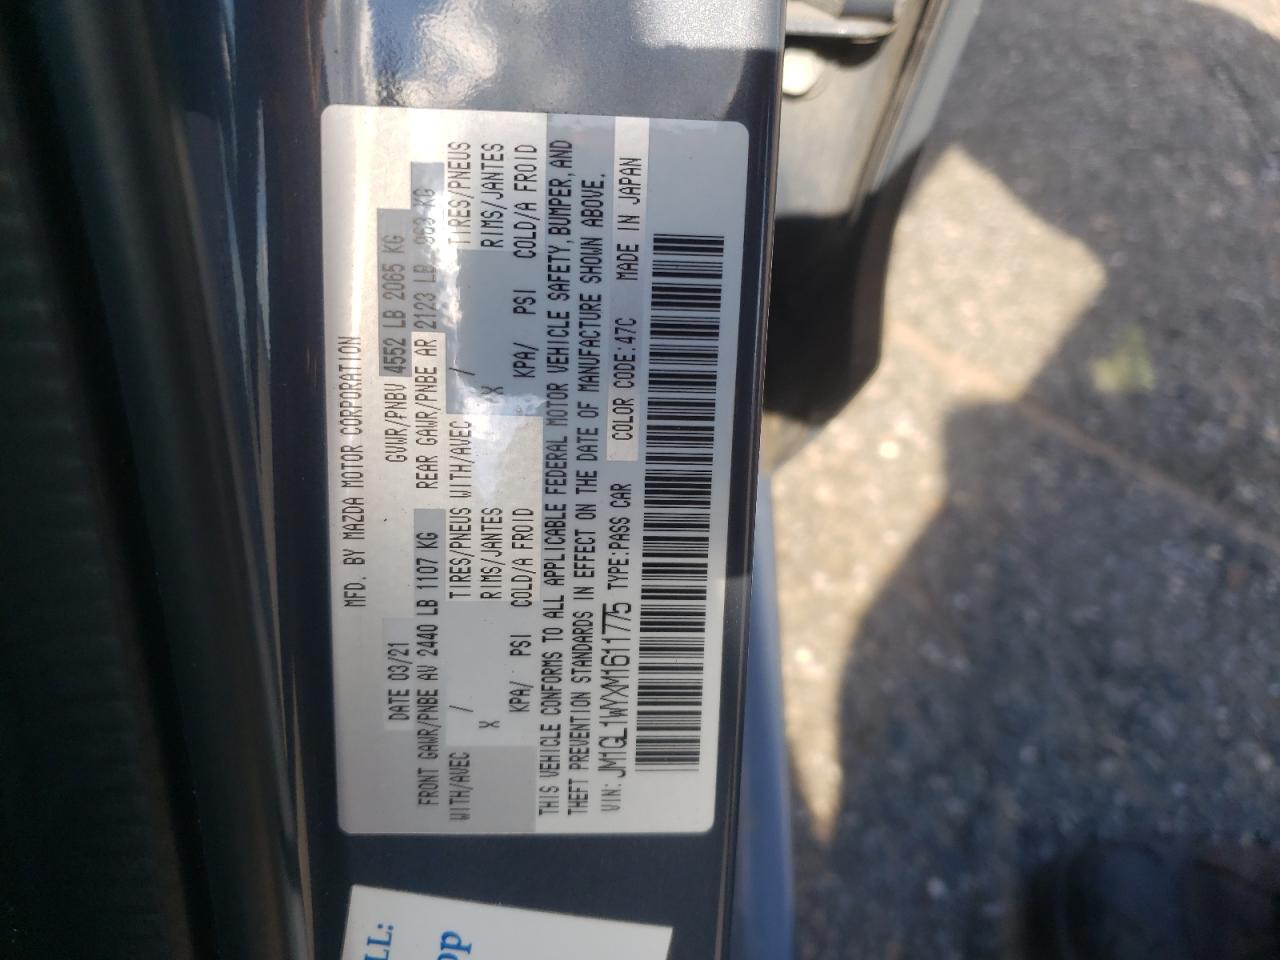 MFD. BY MAZDA MOTOR CORPORATION
DATE 03/21 GVWR/PNBV 4552 LB 2065 KG
FRONT GAWR/PNBE AV 2440 LB 1107 KG REAR GAWR/PNBE AR 2123 LB 963 KG
WITH/AVEC / TIRES/PNEUS WITH/AVEC / TIRES/PNEUS
X RIMS/JANTES X RIMS/JANTES
KPA/ PSI COLD/A FROID KPA/ PSI COLD/A FROID
THIS VEHICLE CONFORMS TO ALL APPLICABLE FEDERAL MOTOR VEHICLE SAFETY, BUMPER, AND
THEFT PREVENTION STANDARDS IN EFFECT ON THE DATE OF MANUFACTURE SHOWN ABOVE.
VIN: JM1GL1WYXM1611775 TYPE:PASS CAR COLOR CODE:47C MADE IN JAPAN
LL:
pp